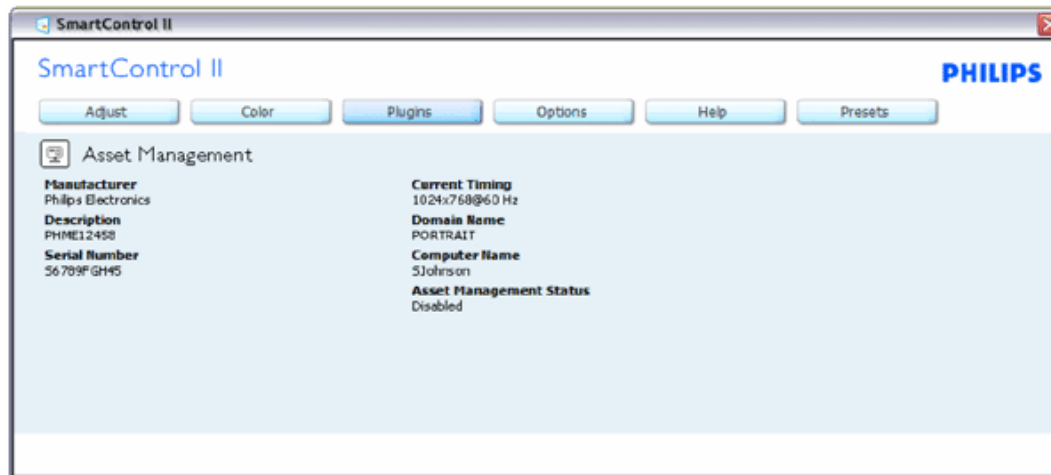 SmartControl II
SmartControl II
PHILIPS
Adjust
Color
Plugins
Options
Help
Presets
Asset Management
Manufacturer
Philips Electronics
Description
PHME12458
Serial Number
56789FGH45
Current Timing
1024x768@60 Hz
Domain Name
PORTRAIT
Computer Name
SJohnson
Asset Management Status
Disabled